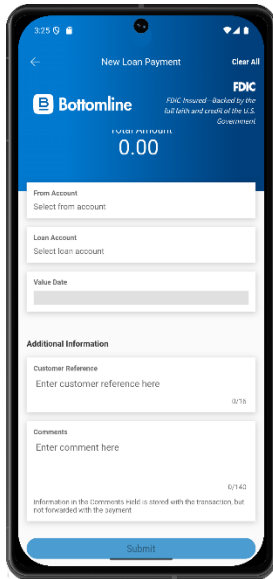 3:25
New Loan Payment
Clear All
FDIC
B Bottomline
FDIC Insured—Backed by the
full faith and credit of the U.S.
Government
Total Amount
0.00
From Account
Select from account
Loan Account
Select loan account
Value Date
Additional Information
Customer Reference
Enter customer reference here
0/16
Comments
Enter comment here
0/140
Information in the Comments Field is stored with the transaction, but
not forwarded with the payment
Submit